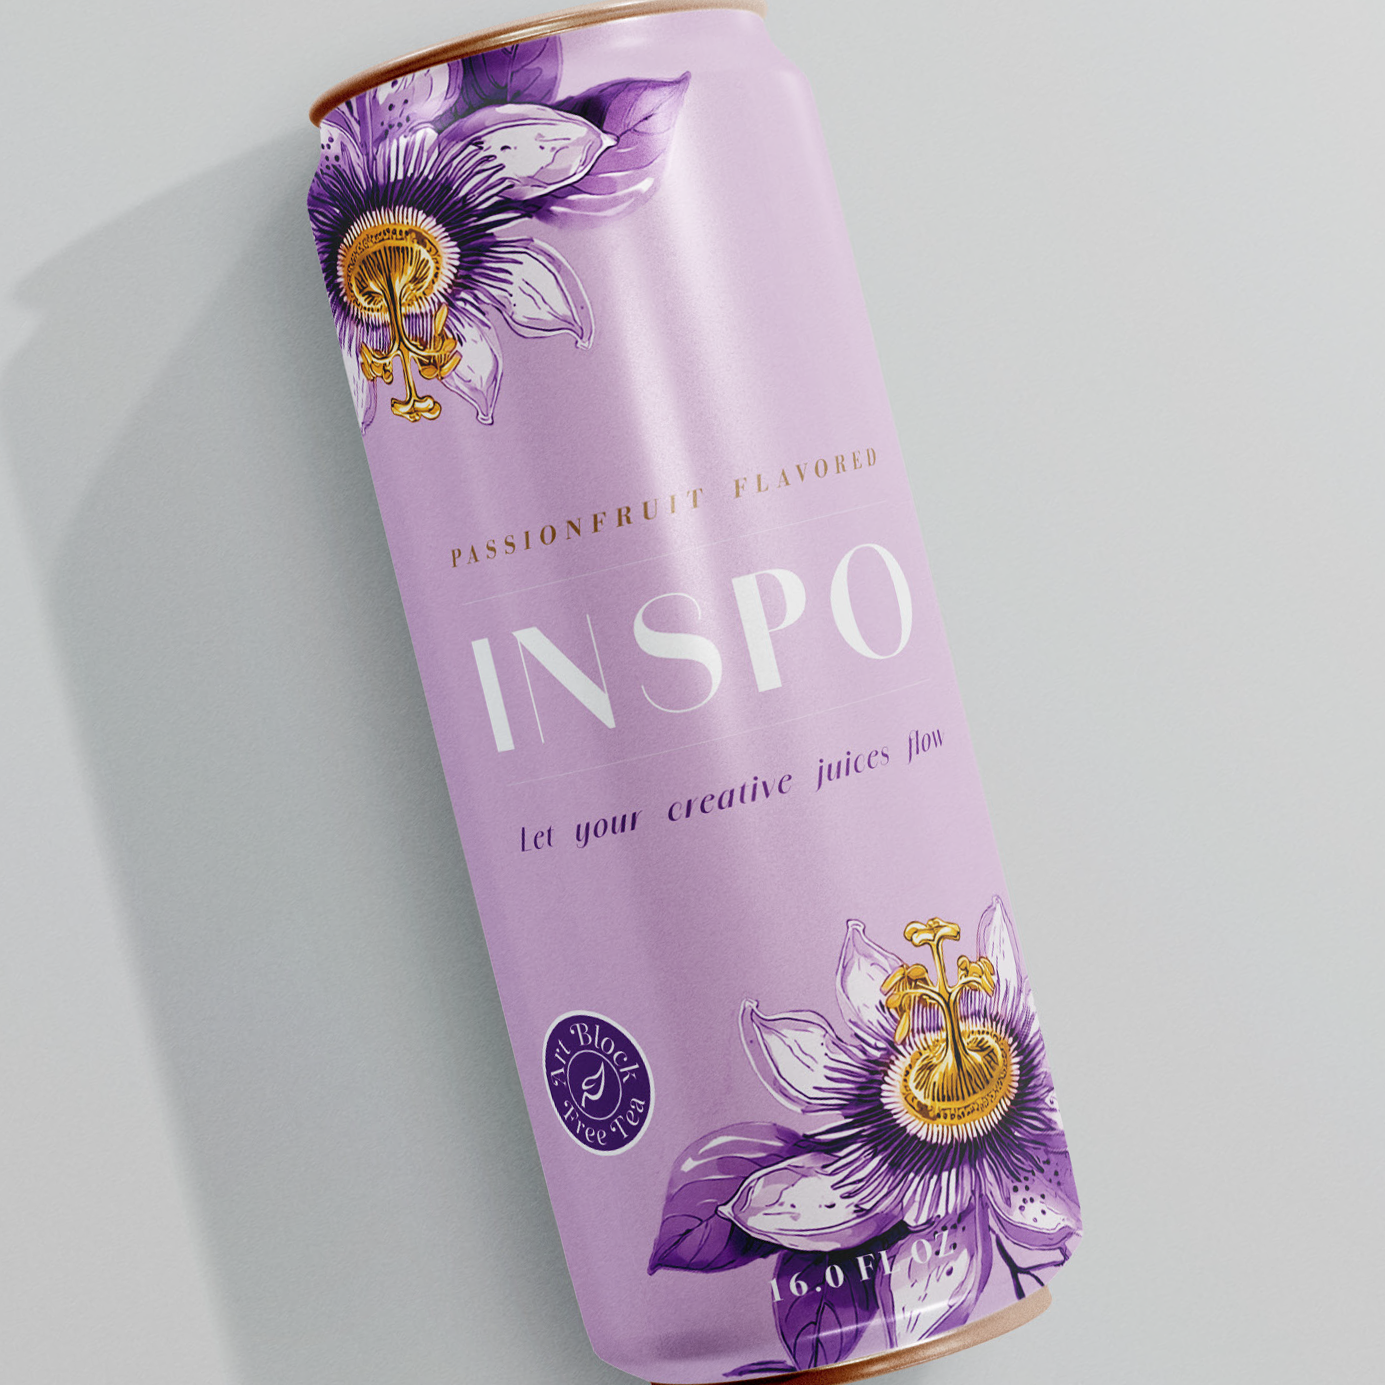 PASSIONFRUIT FLAVORED
INSPO
Let your creative juices flow
Art Block
Free Tea
16.0 FL OZ